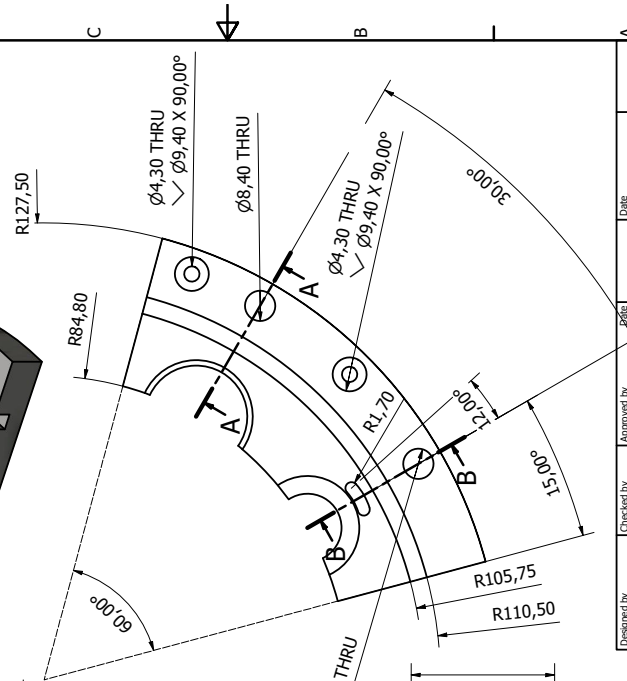 C
B
A
R127,50
Ø4,30 THRU
Ø9,40 X 90,00°
Ø8,40 THRU
Ø4,30 THRU
Ø9,40 X 90,00°
30,00°
R84,80
A
A
R1,70
12,00°
B
B
15,00°
60,00°
R105,75
R110,50
THRU
Designed by
Checked by
Approved by
Date
Date